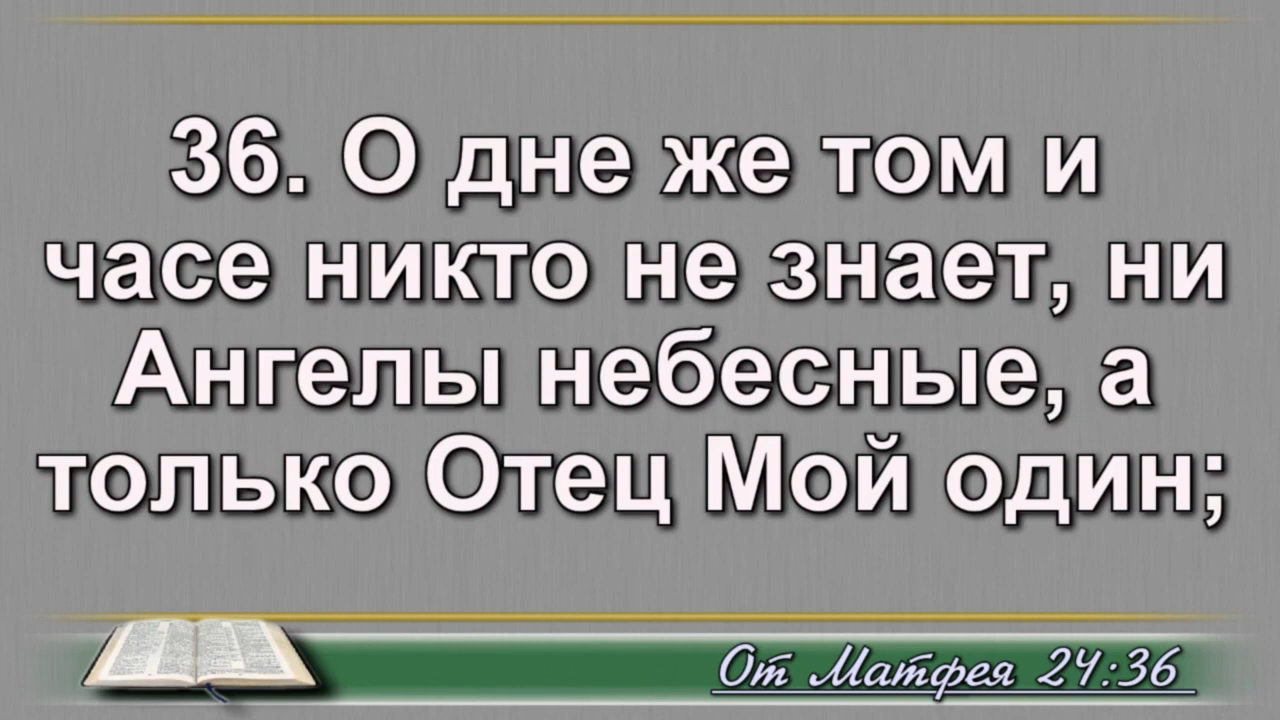 36. О дне же том и
часе никто не знает, ни
Ангелы небесные, а
только Отец Мой один;
От Матфея 24:36